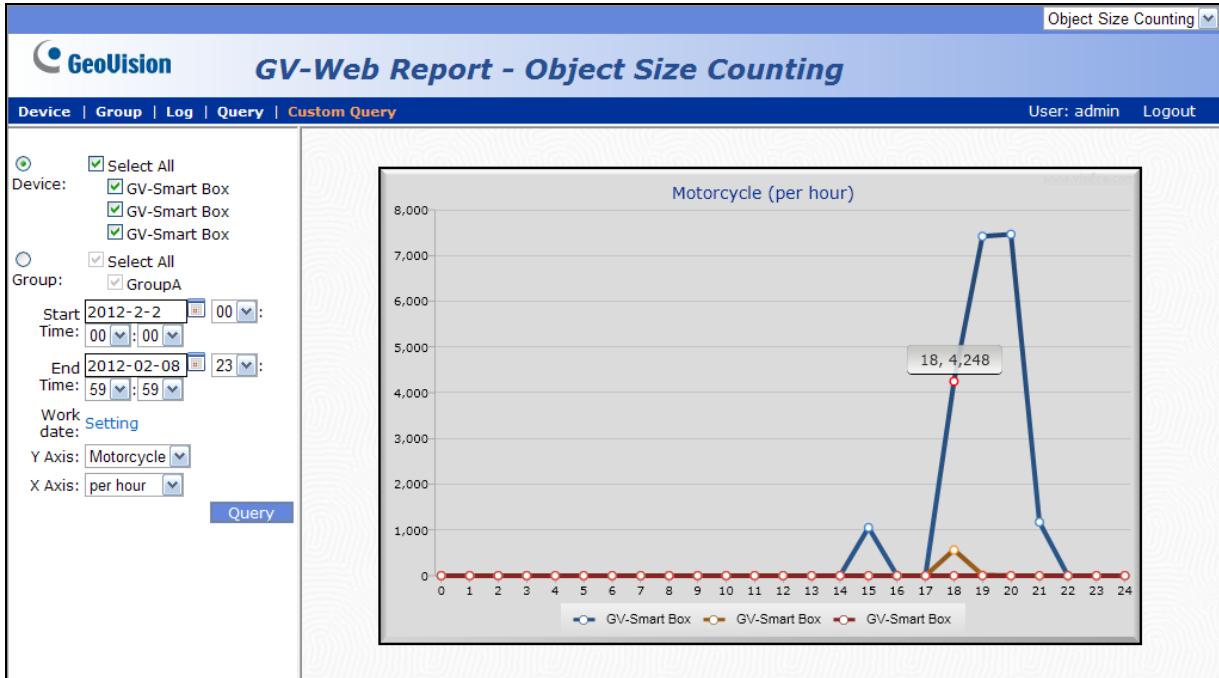 Object Size Counting
GeoVision
GV-Web Report - Object Size Counting
Device | Group | Log | Query | Custom Query
User: admin Logout
Device:
Select All
GV-Smart Box
GV-Smart Box
GV-Smart Box
Group:
Select All
GroupA
Start Time: 2012-2-2 00 : 00 : 00
End Time: 2012-02-08 23 : 59 : 59
Work date: Setting
Y Axis: Motorcycle
X Axis: per hour
Query
Motorcycle (per hour)
8,000
7,000
6,000
5,000
4,000
3,000
2,000
1,000
0
18, 4,248
0 1 2 3 4 5 6 7 8 9 10 11 12 13 14 15 16 17 18 19 20 21 22 23 24
GV-Smart Box GV-Smart Box GV-Smart Box